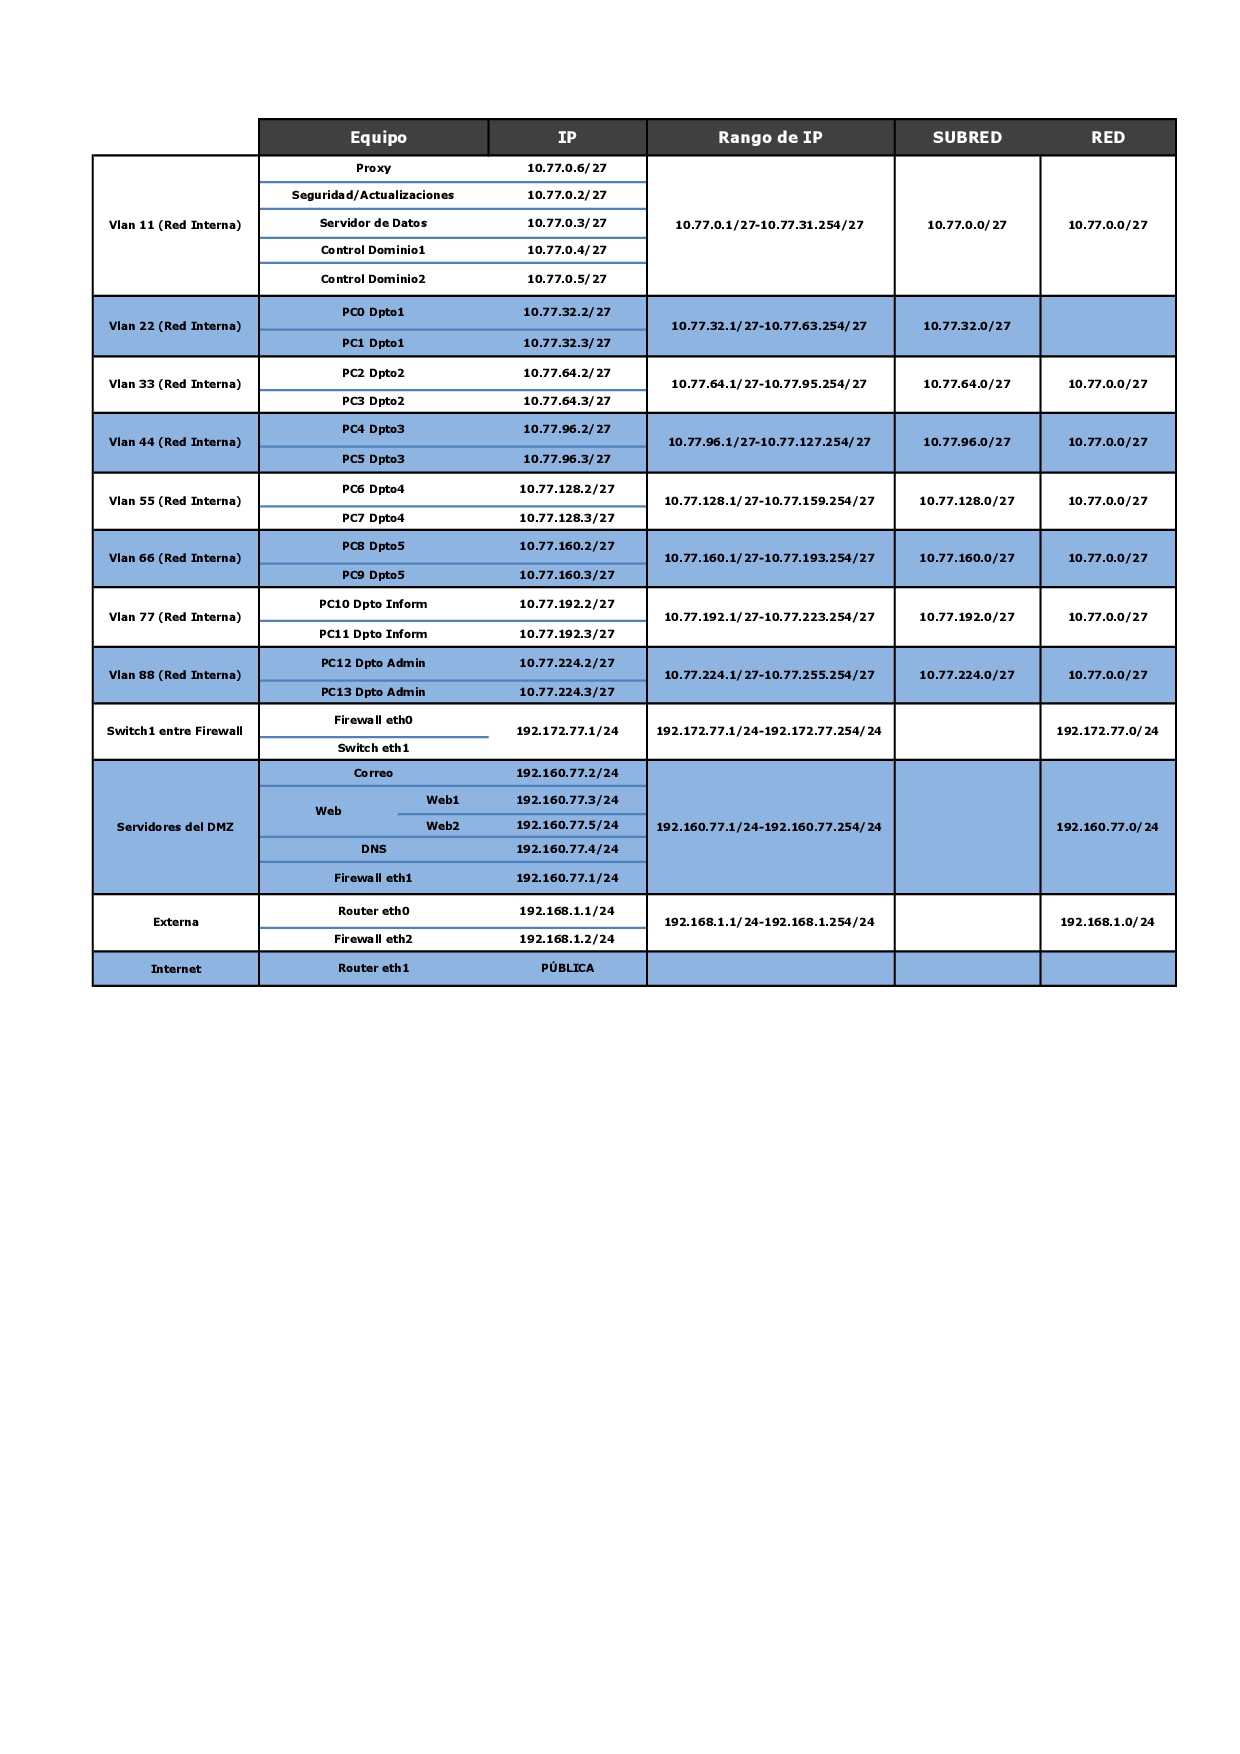 Equipo IP Rango de IP SUBRED RED
Vlan 11 (Red Interna)
Proxy 10.77.0.6/27
Seguridad/Actualizaciones 10.77.0.2/27
Servidor de Datos 10.77.0.3/27
Control Dominio1 10.77.0.4/27
Control Dominio2 10.77.0.5/27
10.77.0.1/27-10.77.31.254/27 10.77.0.0/27 10.77.0.0/27
Vlan 22 (Red Interna)
PC0 Dpto1 10.77.32.2/27
PC1 Dpto1 10.77.32.3/27
10.77.32.1/27-10.77.63.254/27 10.77.32.0/27
Vlan 33 (Red Interna)
PC2 Dpto2 10.77.64.2/27
PC3 Dpto2 10.77.64.3/27
10.77.64.1/27-10.77.95.254/27 10.77.64.0/27 10.77.0.0/27
Vlan 44 (Red Interna)
PC4 Dpto3 10.77.96.2/27
PC5 Dpto3 10.77.96.3/27
10.77.96.1/27-10.77.127.254/27 10.77.96.0/27 10.77.0.0/27
Vlan 55 (Red Interna)
PC6 Dpto4 10.77.128.2/27
PC7 Dpto4 10.77.128.3/27
10.77.128.1/27-10.77.159.254/27 10.77.128.0/27 10.77.0.0/27
Vlan 66 (Red Interna)
PC8 Dpto5 10.77.160.2/27
PC9 Dpto5 10.77.160.3/27
10.77.160.1/27-10.77.193.254/27 10.77.160.0/27 10.77.0.0/27
Vlan 77 (Red Interna)
PC10 Dpto Inform 10.77.192.2/27
PC11 Dpto Inform 10.77.192.3/27
10.77.192.1/27-10.77.223.254/27 10.77.192.0/27 10.77.0.0/27
Vlan 88 (Red Interna)
PC12 Dpto Admin 10.77.224.2/27
PC13 Dpto Admin 10.77.224.3/27
10.77.224.1/27-10.77.255.254/27 10.77.224.0/27 10.77.0.0/27
Switch1 entre Firewall
Firewall eth0
Switch eth1
192.172.77.1/24 192.172.77.1/24-192.172.77.254/24 192.172.77.0/24
Servidores del DMZ
Correo 192.160.77.2/24
Web
Web1 192.160.77.3/24
Web2 192.160.77.5/24
DNS 192.160.77.4/24
Firewall eth1 192.160.77.1/24
192.160.77.1/24-192.160.77.254/24 192.160.77.0/24
Externa
Router eth0 192.168.1.1/24
Firewall eth2 192.168.1.2/24
192.168.1.1/24-192.168.1.254/24 192.168.1.0/24
Internet Router eth1 PÚBLICA